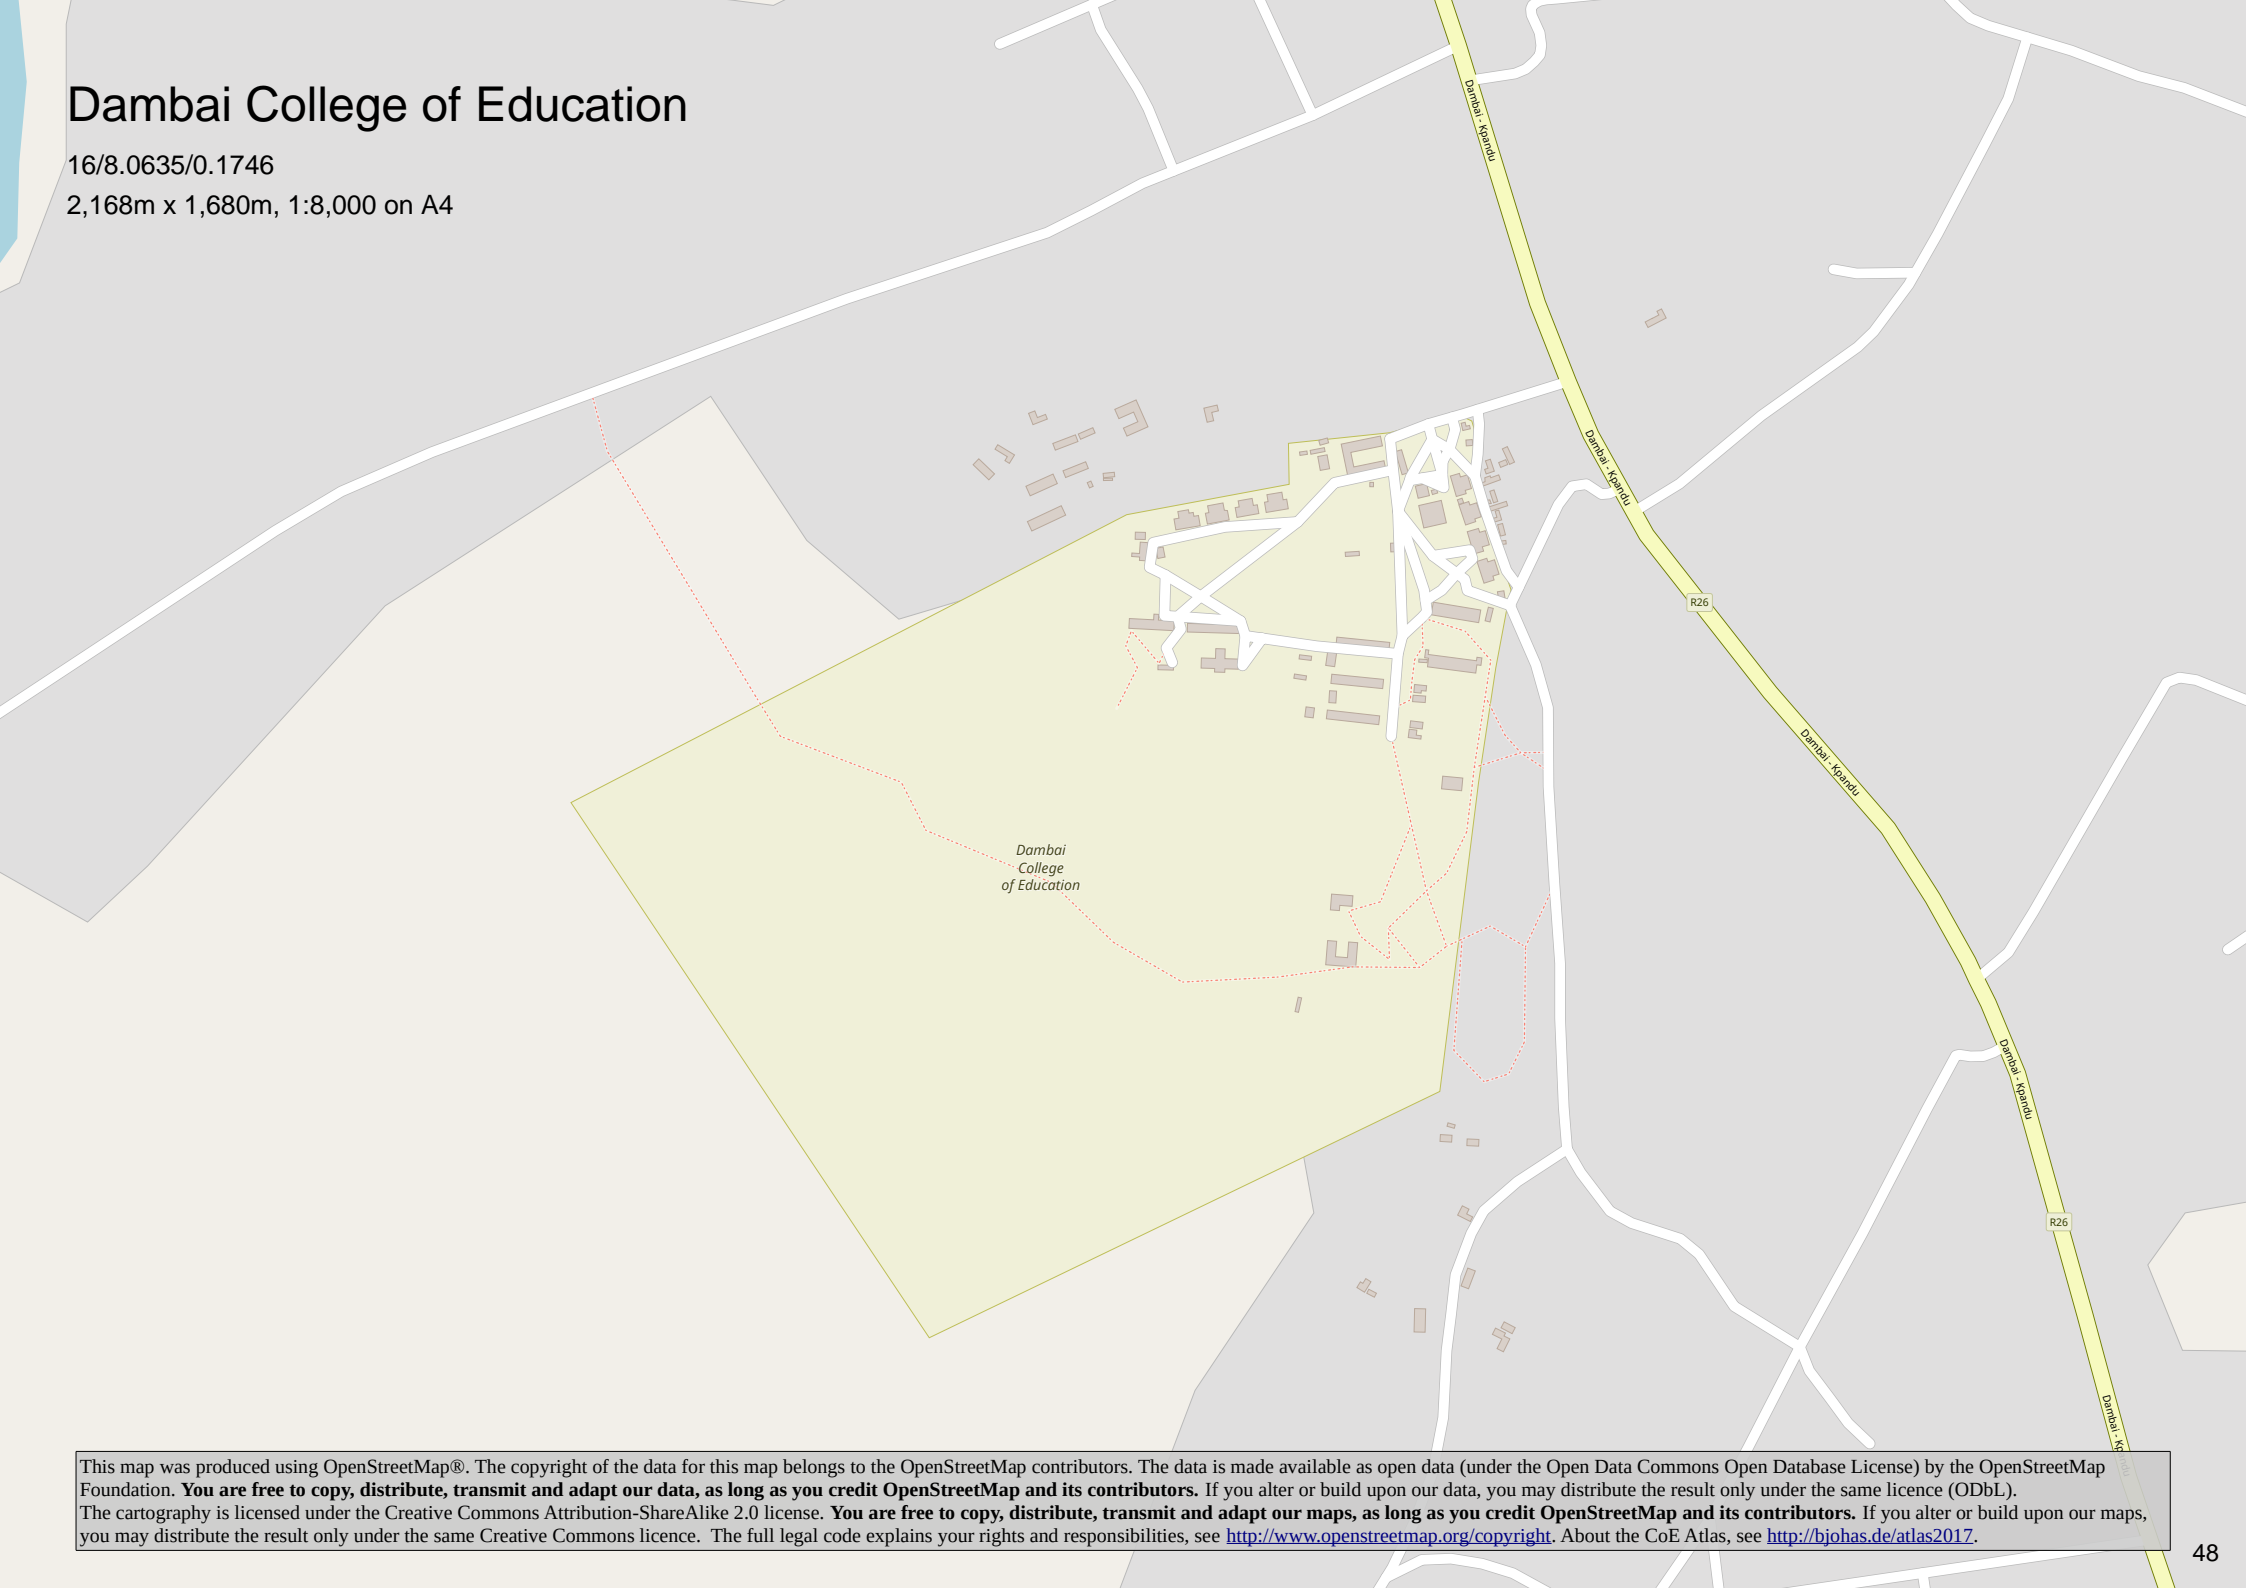 Dambai College of Education
16/8.0635/0.1746
2,168m x 1,680m, 1:8,000 on A4
Dambai - Kpandu
Dambai - Kpandu
R26
Dambai - Kpandu
Dambai
College
of Education
Dambai - Kpandu
R26
Dambai - Kpandu
This map was produced using OpenStreetMap®. The copyright of the data for this map belongs to the OpenStreetMap contributors. The data is made available as open data (under the Open Data Commons Open Database License) by the OpenStreetMap
Foundation. You are free to copy, distribute, transmit and adapt our data, as long as you credit OpenStreetMap and its contributors. If you alter or build upon our data, you may distribute the result only under the same licence (ODbL).
The cartography is licensed under the Creative Commons Attribution-ShareAlike 2.0 license. You are free to copy, distribute, transmit and adapt our maps, as long as you credit OpenStreetMap and its contributors. If you alter or build upon our maps,
you may distribute the result only under the same Creative Commons licence. The full legal code explains your rights and responsibilities, see http://www.openstreetmap.org/copyright. About the CoE Atlas, see http://bjohas.de/atlas2017.
48